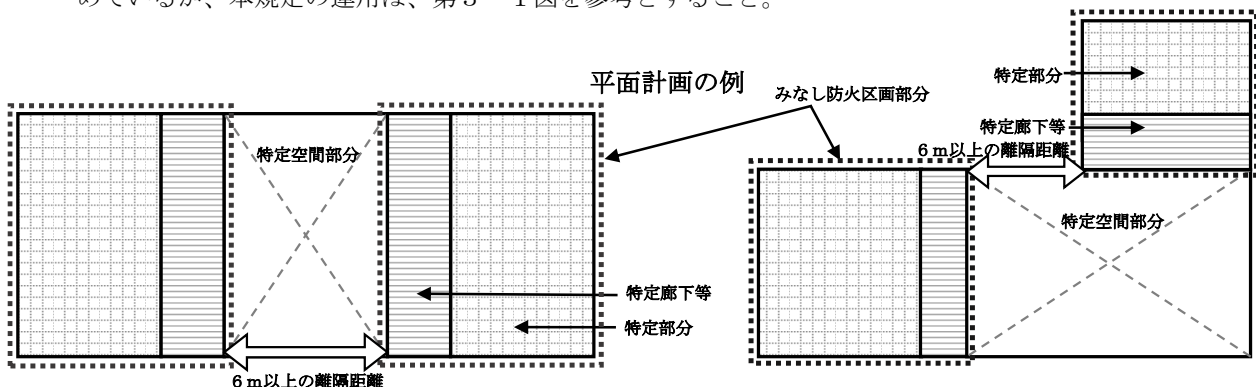 めているが、本規定の運用は、第3－1図を参考とすること。
平面計画の例
みなし防火区画部分
特定空間部分
特定廊下等
特定部分
6m以上の離隔距離
特定部分
特定廊下等
6m以上の離隔距離
特定空間部分